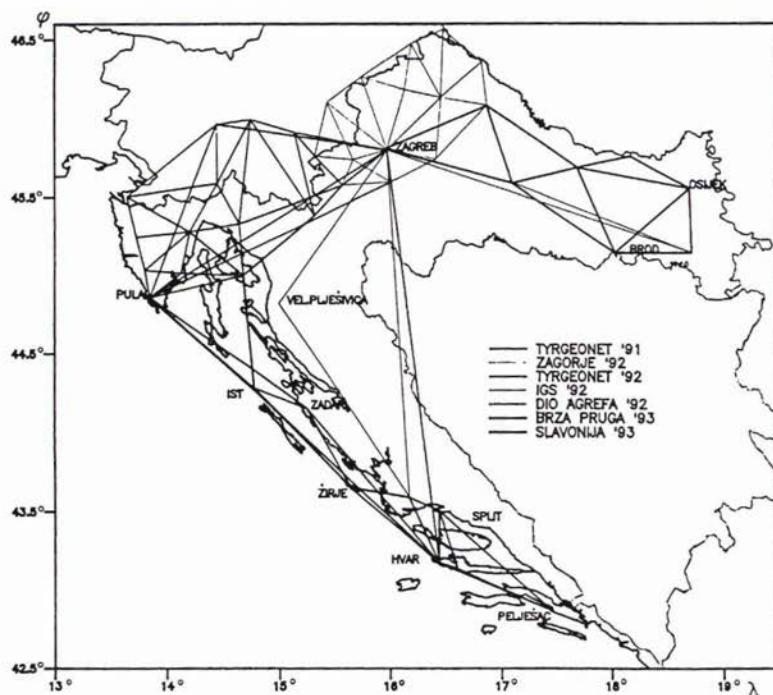 φ
46.5°
ZAGREB
45.5°
OSIJEK
BROD
PULA
VEL.PLJEŠIVICA
44.5°
TYRGEONET '91
ZAGORJE '92
TYRGEONET '92
IGS '92
DIO AGREFA '92
BRZA PRUGA '93
SLAVONIJA '93
IST
ZADAR
43.5°
ŽIRJE
SPLIT
HVAR
PELJEŠAC
42.5°
13° 14° 15° 16° 17° 18° 19° λ